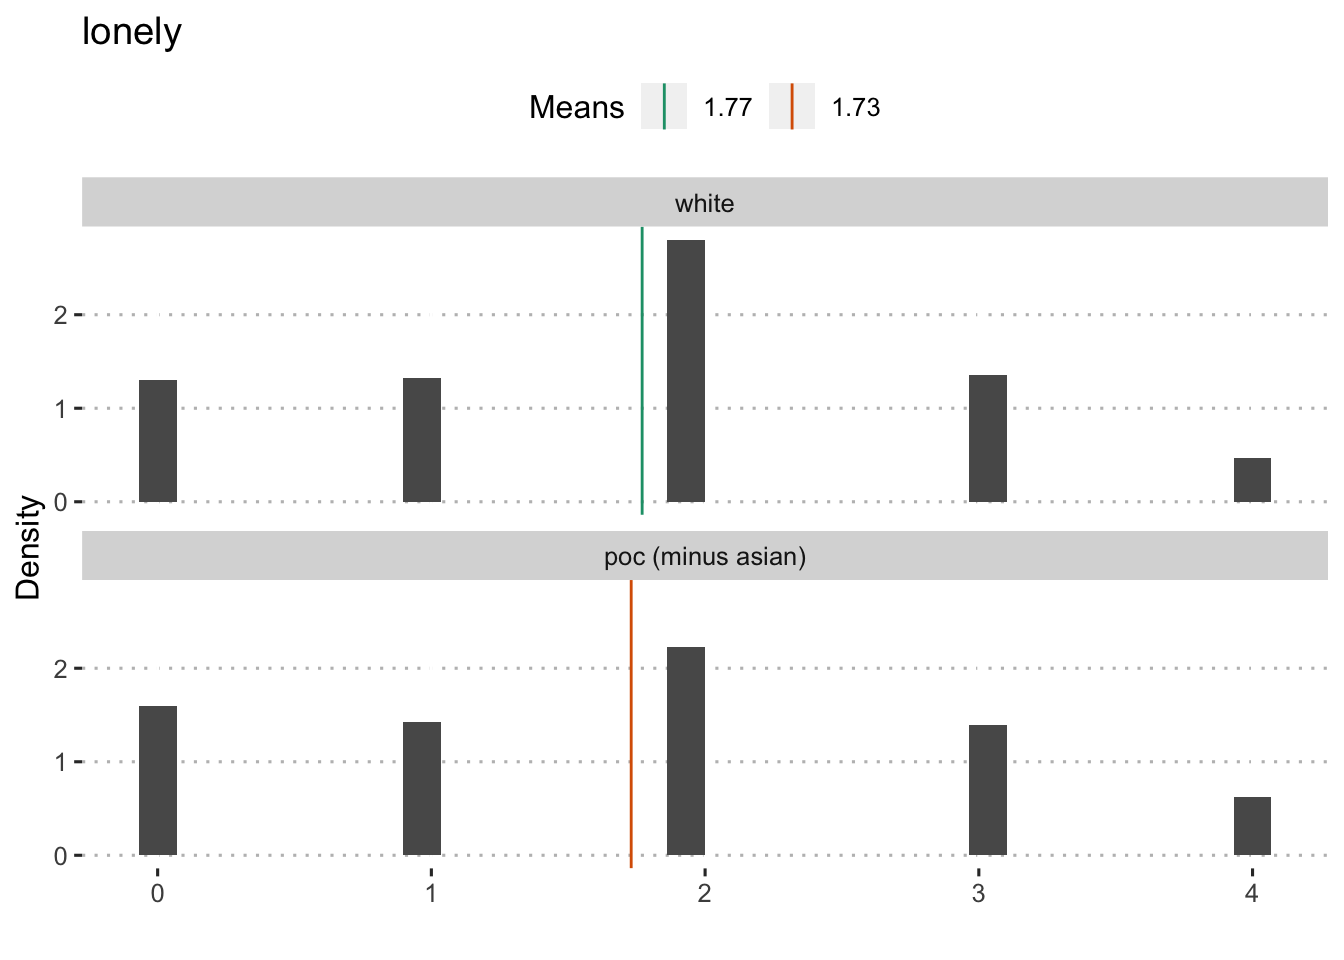 lonely
Means 1.77 1.73
white
2
1
0
Density
poc (minus asian)
2
1
0
0 1 2 3 4